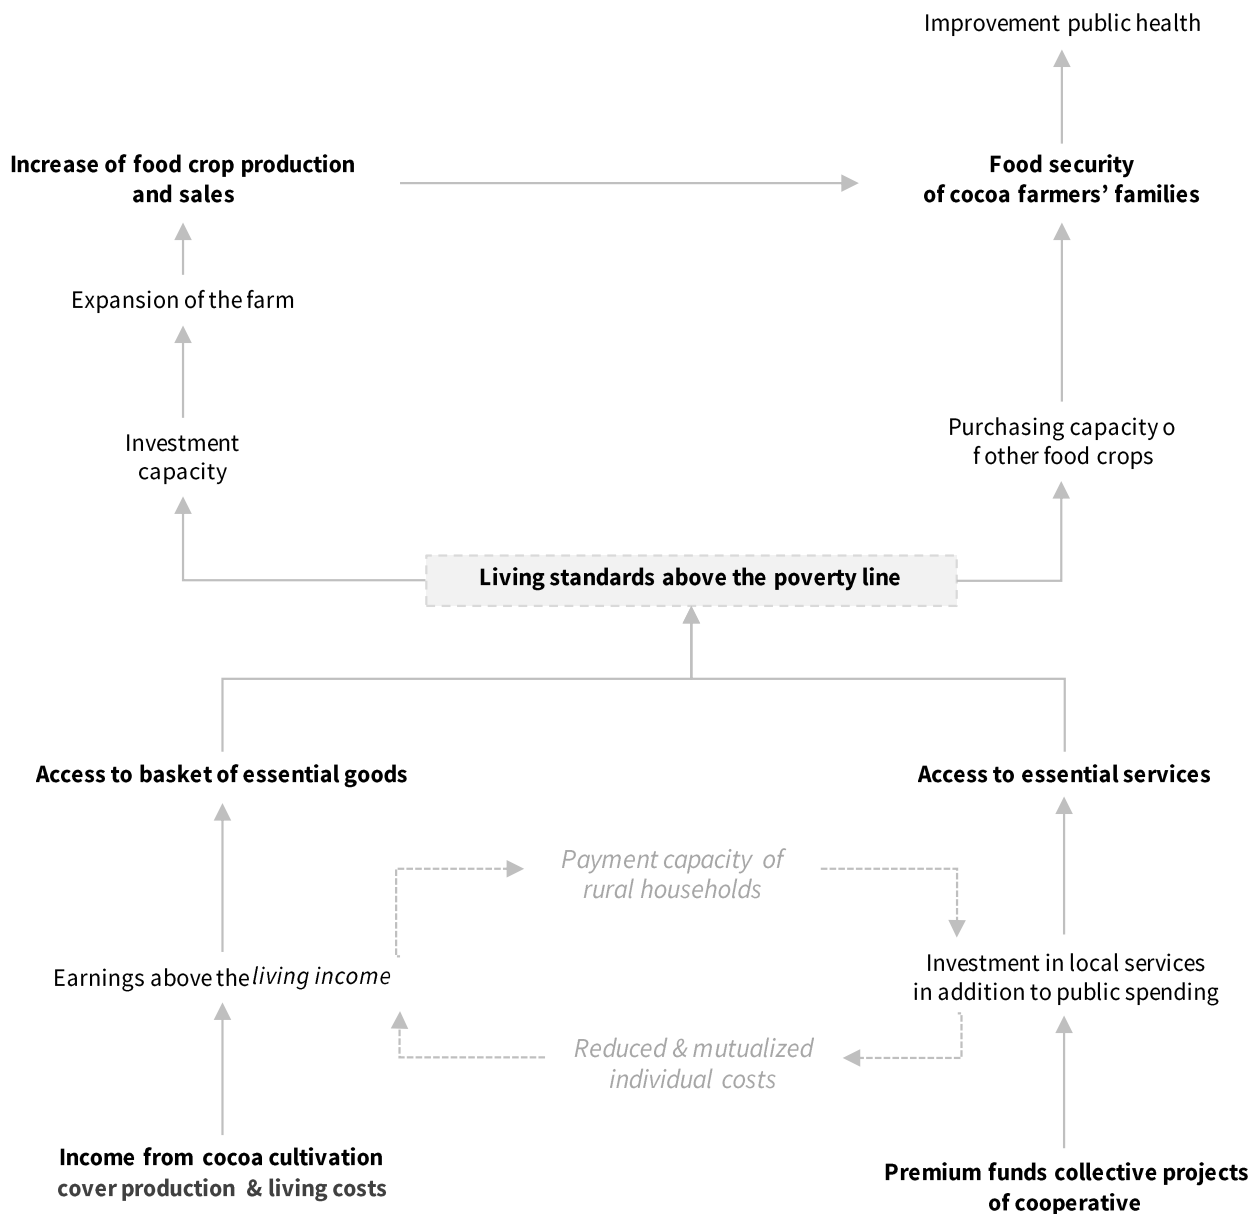 Improvement public health
Increase of food crop production
and sales
Food security
of cocoa farmers’ families
Expansion of the farm
Investment
capacity
Purchasing capacity o
f other food crops
Living standards above the poverty line
Access to basket of essential goods
Access to essential services
Payment capacity of
rural households
Earnings above the living income
Investment in local services
in addition to public spending
Reduced & mutualized
individual costs
Income from cocoa cultivation
cover production & living costs
Premium funds collective projects
of cooperative